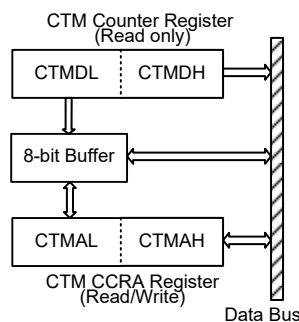 CTM Counter Register
(Read only)
CTMDL CTMDH
8-bit Buffer
CTMAL CTMAH
CTM CCRA Register
(Read/Write)
Data Bus